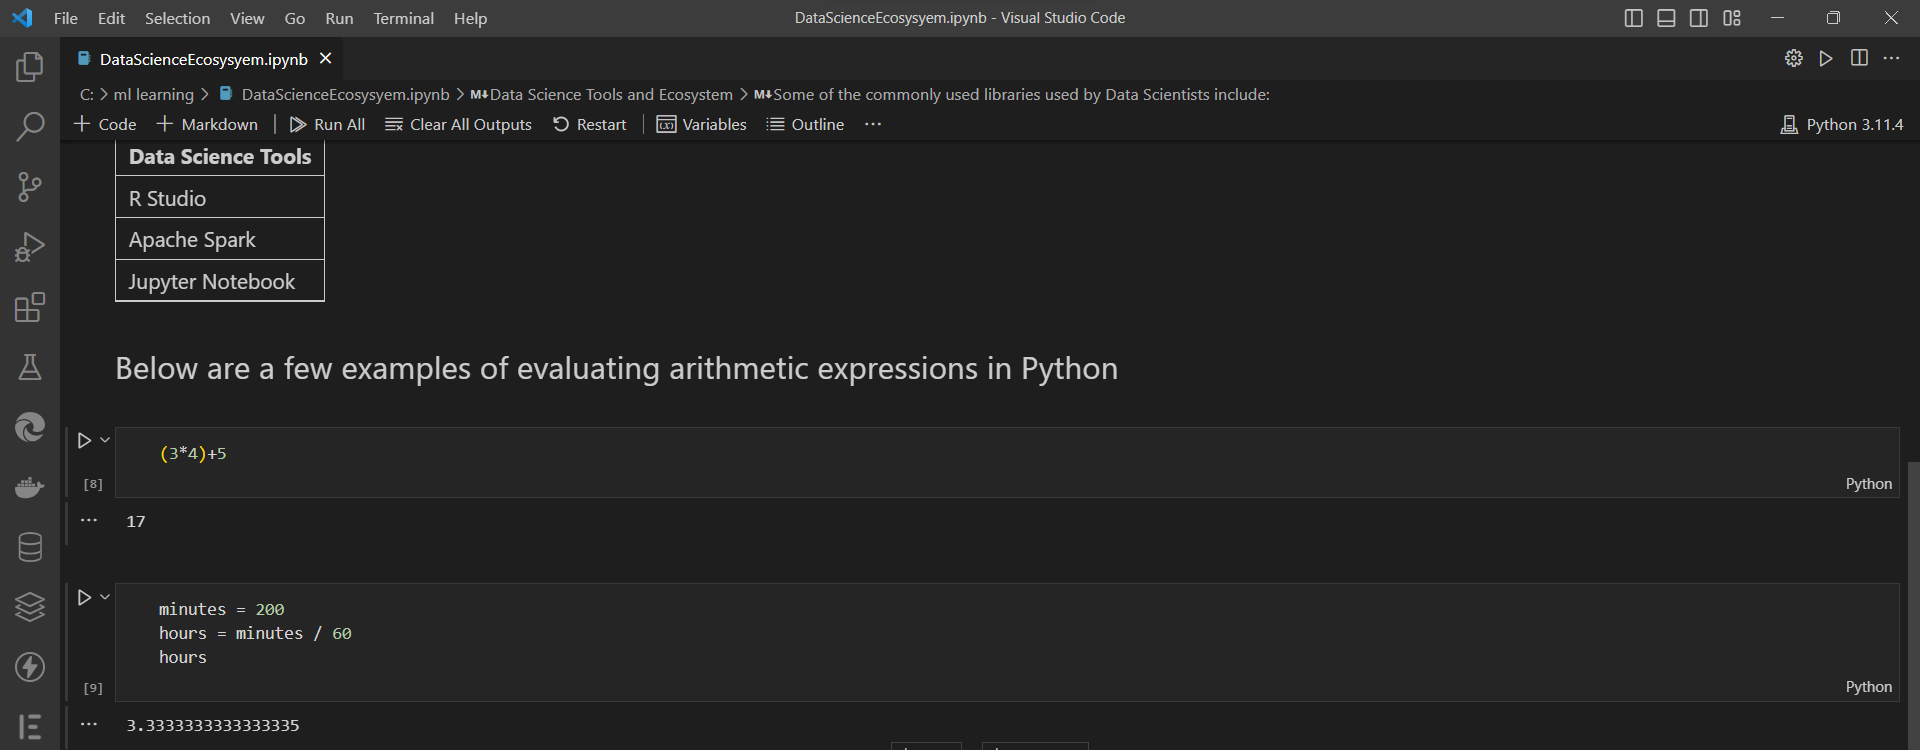 File Edit Selection View Go Run Terminal Help
DataScienceEcosysyem.ipynb - Visual Studio Code
DataScienceEcosysyem.ipynb
C: > ml learning > DataScienceEcosysyem.ipynb > M↓Data Science Tools and Ecosystem > M↓Some of the commonly used libraries used by Data Scientists include:
+ Code + Markdown | Run All Clear All Outputs Restart | Variables Outline ···
Python 3.11.4
Data Science Tools
R Studio
Apache Spark
Jupyter Notebook
Below are a few examples of evaluating arithmetic expressions in Python
(3*4)+5
[8]
Python
··· 17
minutes = 200
hours = minutes / 60
hours
[9]
Python
··· 3.3333333333333335